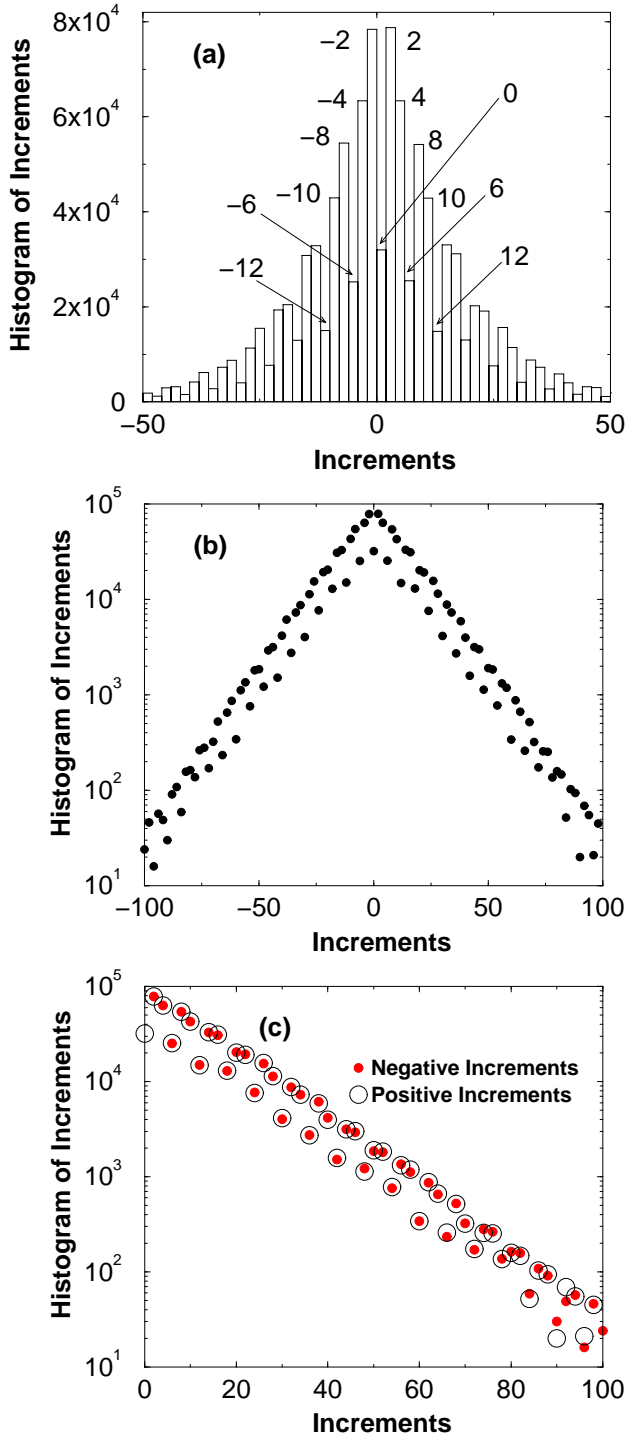 8x10⁴
6x10⁴
4x10⁴
2x10⁴
0
Histogram of Increments
(a)
−2
2
−4
4
0
−8
8
−10
10
6
−6
12
−12
−50
0
50
Increments
10⁵
10⁴
10³
10²
10¹
Histogram of Increments
(b)
−100
−50
0
50
100
Increments
10⁵
10⁴
10³
10²
10¹
Histogram of Increments
(c)
Negative Increments
Positive Increments
0
20
40
60
80
100
Increments